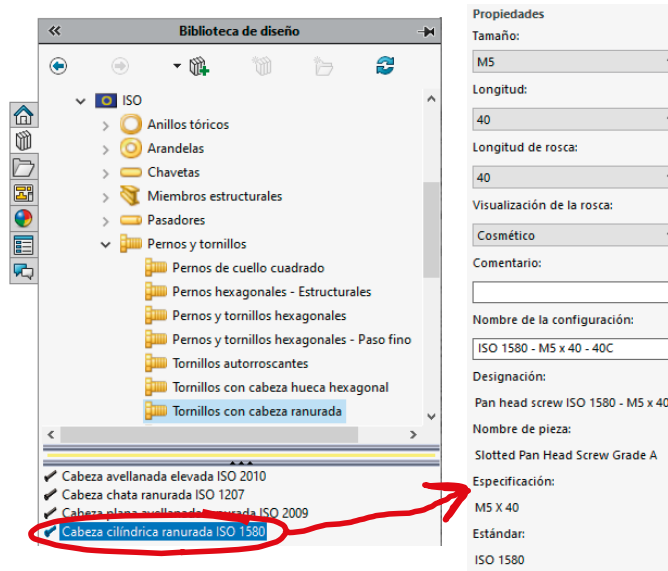 Biblioteca de diseño
ISO
Anillos tóricos
Arandelas
Chavetas
Miembros estructurales
Pasadores
Pernos y tornillos
Pernos de cuello cuadrado
Pernos hexagonales - Estructurales
Pernos y tornillos hexagonales
Pernos y tornillos hexagonales - Paso fino
Tornillos autorroscantes
Tornillos con cabeza hueca hexagonal
Tornillos con cabeza ranurada
Cabeza avellanada elevada ISO 2010
Cabeza chata ranurada ISO 1207
Cabeza plana avellanada ranurada ISO 2009
Cabeza cilíndrica ranurada ISO 1580
Propiedades
Tamaño:
M5
Longitud:
40
Longitud de rosca:
40
Visualización de la rosca:
Cosmético
Comentario:
Nombre de la configuración:
ISO 1580 - M5 x 40 - 40C
Designación:
Pan head screw ISO 1580 - M5 x 40
Nombre de pieza:
Slotted Pan Head Screw Grade A
Especificación:
M5 X 40
Estándar:
ISO 1580